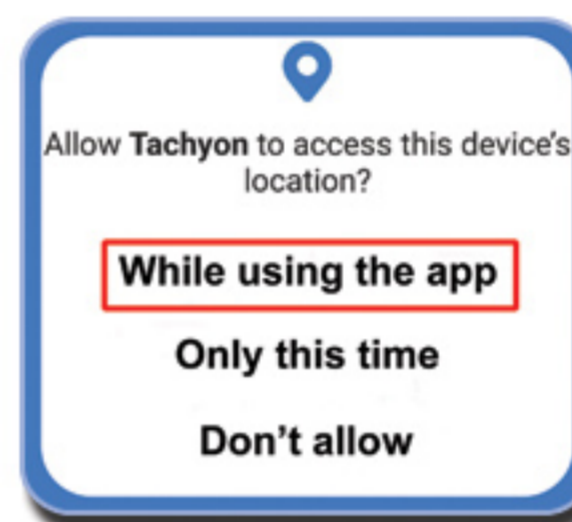 Allow Tachyon to access this device's
location?
While using the app
Only this time
Don't allow